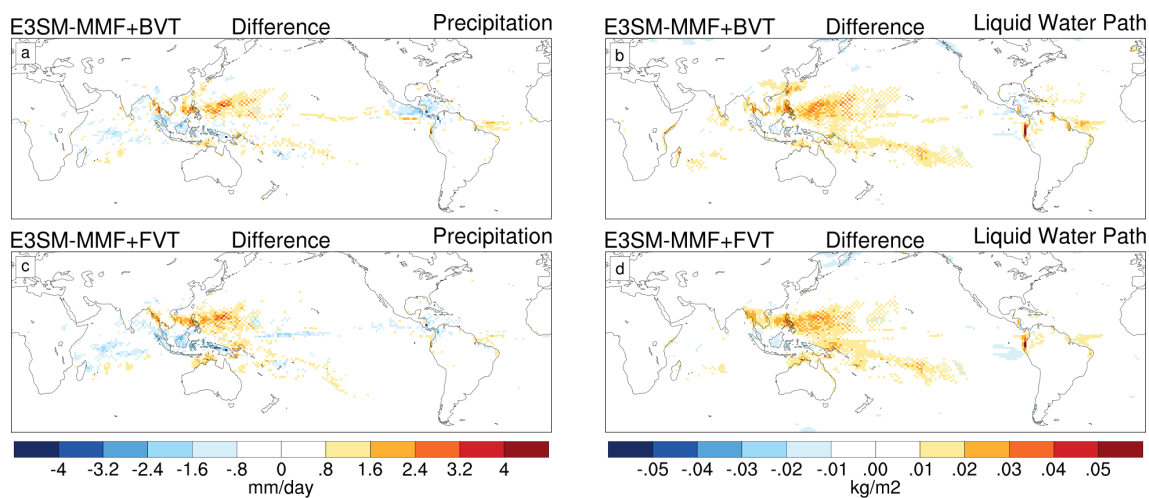 E3SM-MMF+BVT Difference Precipitation
a
E3SM-MMF+BVT Difference Liquid Water Path
b
E3SM-MMF+FVT Difference Precipitation
c
E3SM-MMF+FVT Difference Liquid Water Path
d
-4 -3.2 -2.4 -1.6 -.8 0 .8 1.6 2.4 3.2 4
mm/day
-.05 -.04 -.03 -.02 -.01 .00 .01 .02 .03 .04 .05
kg/m2